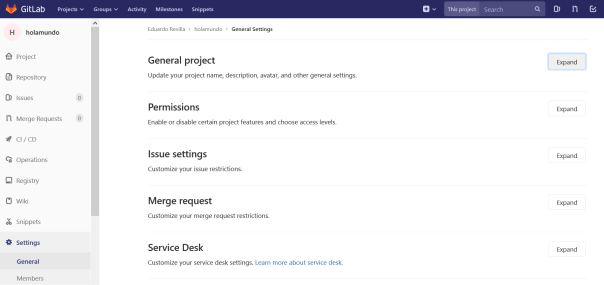 GitLab Projects Groups Activity Milestones Snippets This project Search
H holamundo
Eduardo Revilla > holamundo > General Settings
Project
Repository
Issues 0
Merge Requests 0
CI / CD
Operations
Registry
Wiki
Snippets
Settings
General
Members
General project
Expand
Update your project name, description, avatar, and other general settings.
Permissions
Expand
Enable or disable certain project features and choose access levels.
Issue settings
Expand
Customize your issue restrictions.
Merge request
Expand
Customize your merge request restrictions.
Service Desk
Expand
Customize your service desk settings. Learn more about service desk.